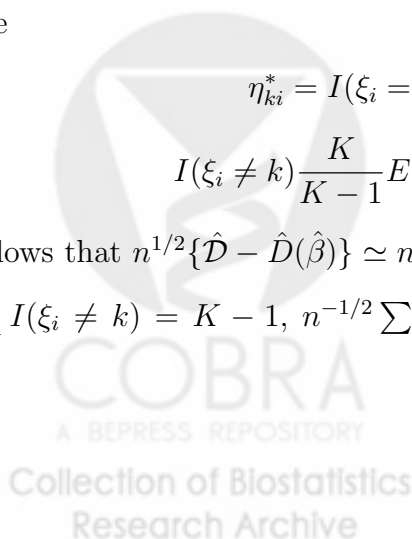 e
η*ₖᵢ = I(ξᵢ =
I(ξᵢ ≠ k) K/(K − 1) E
lows that n^{1/2}{𝒟̂ − D̂(β̂)} ≃ n
I(ξᵢ ≠ k) = K − 1, n^{−1/2} ∑
COBRA
A BEPRESS REPOSITORY
Collection of Biostatistics
Research Archive